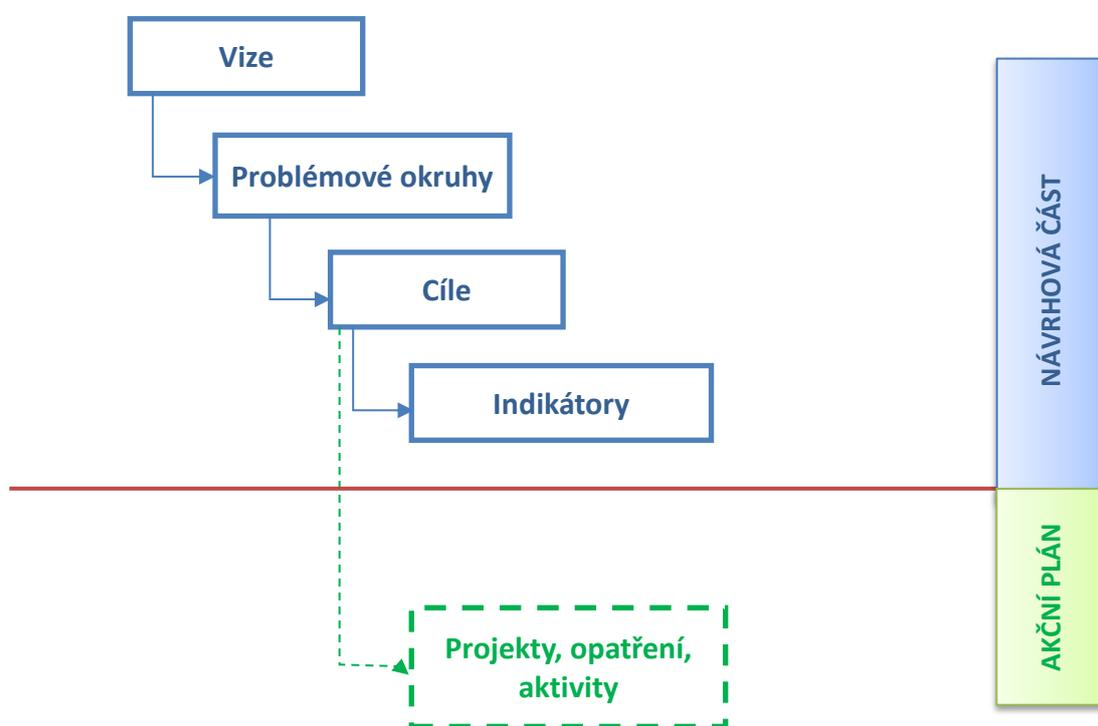 Vize
Problémové okruhy
Cíle
Indikátory
NÁVRHOVÁ ČÁST
AKČNÍ PLÁN
Projekty, opatření,
aktivity